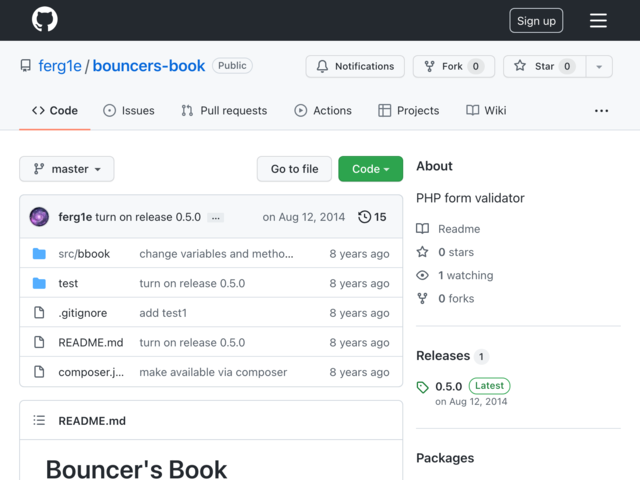 Sign up
ferg1e / bouncers-book Public
Notifications Fork 0 Star 0
Code Issues Pull requests Actions Projects Wiki ...
master Go to file Code
ferg1e turn on release 0.5.0 ... on Aug 12, 2014 15
src/bbook change variables and metho... 8 years ago
test turn on release 0.5.0 8 years ago
.gitignore add test1 8 years ago
README.md turn on release 0.5.0 8 years ago
composer.j... make available via composer 8 years ago
README.md
Bouncer's Book
About
PHP form validator
Readme
0 stars
1 watching
0 forks
Releases 1
0.5.0 Latest
on Aug 12, 2014
Packages